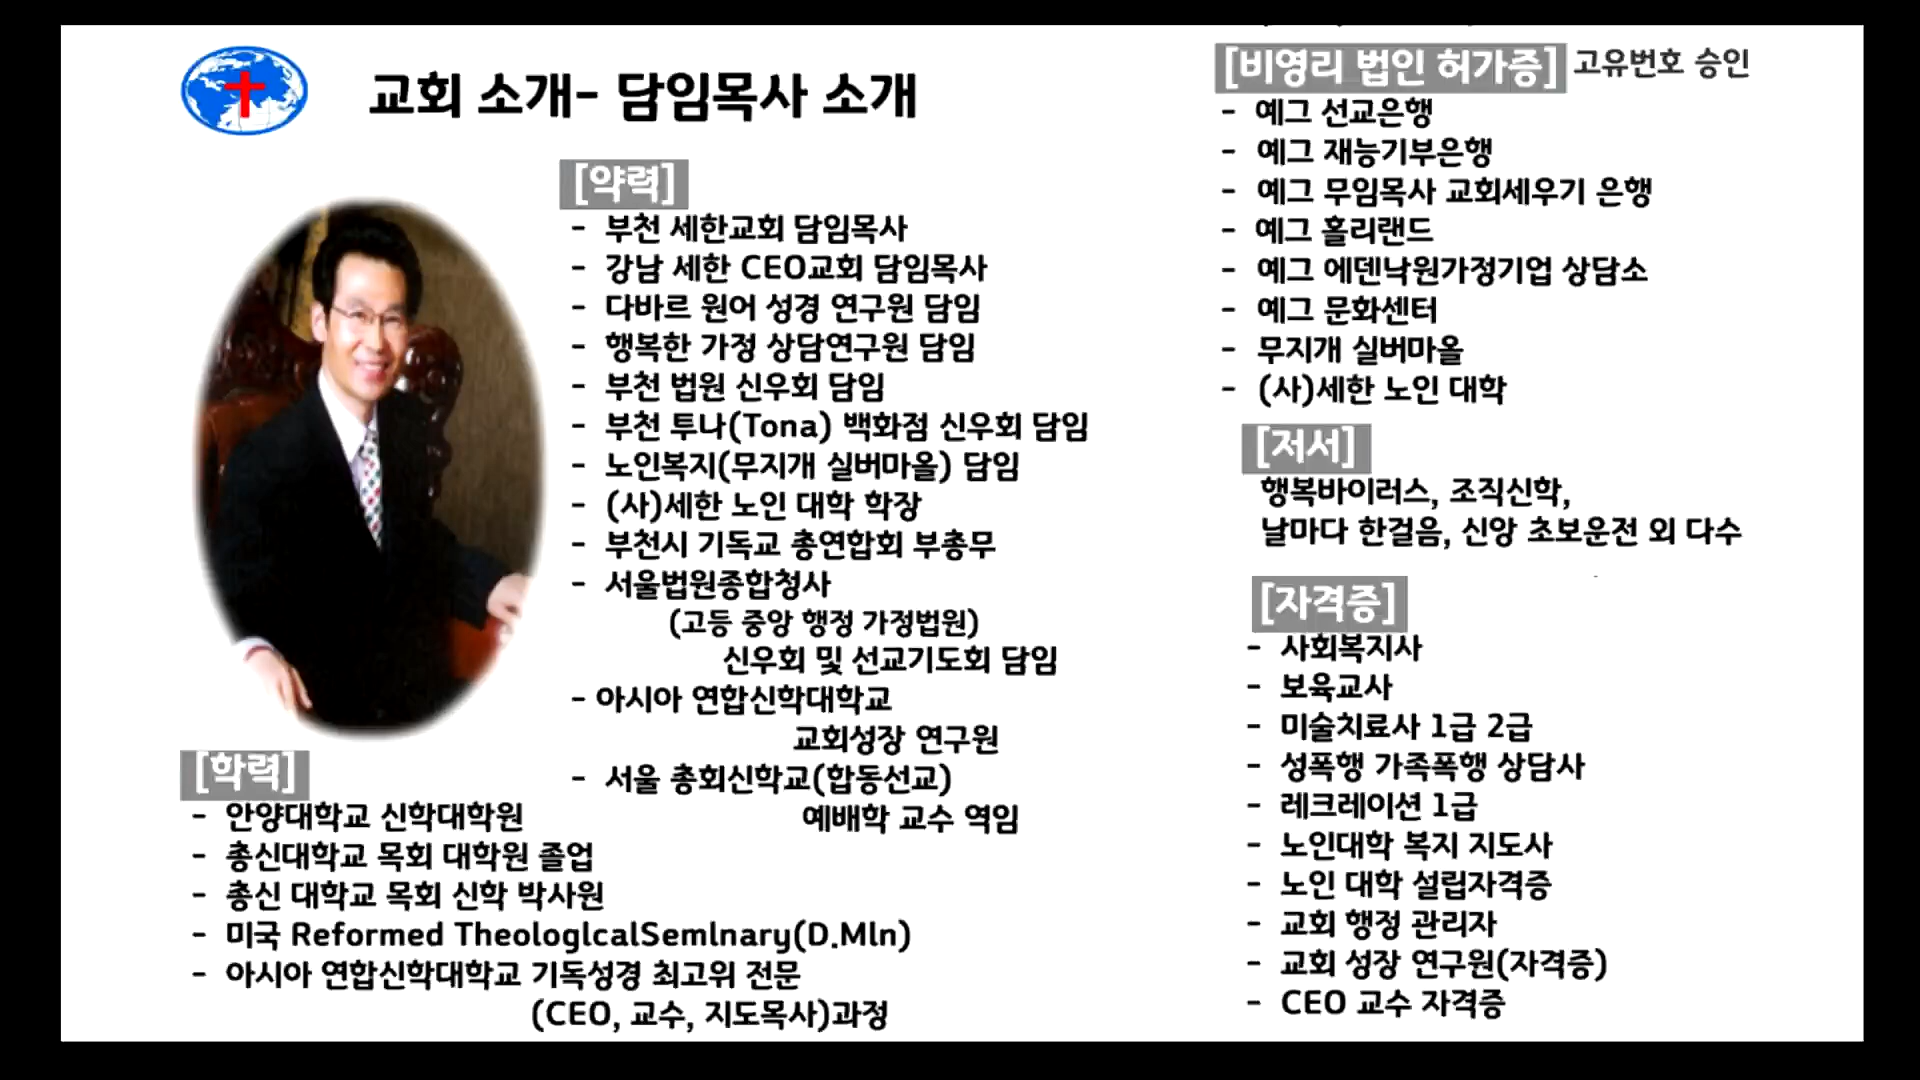 교회 소개- 담임목사 소개
[약력]
- 부천 세한교회 담임목사
- 강남 세한 CEO교회 담임목사
- 다바르 원어 성경 연구원 담임
- 행복한 가정 상담연구원 담임
- 부천 법원 신우회 담임
- 부천 투나(Tona) 백화점 신우회 담임
- 노인복지(무지개 실버마을) 담임
- (사)세한 노인 대학 학장
- 부천시 기독교 총연합회 부총무
- 서울법원종합청사
(고등 중앙 행정 가정법원)
신우회 및 선교기도회 담임
- 아시아 연합신학대학교
교회성장 연구원
- 서울 총회신학교(합동선교)
예배학 교수 역임
[학력]
- 안양대학교 신학대학원
- 총신대학교 목회 대학원 졸업
- 총신 대학교 목회 신학 박사원
- 미국 Reformed TheologlcalSemlnary(D.Mln)
- 아시아 연합신학대학교 기독성경 최고위 전문
(CEO, 교수, 지도목사)과정
[비영리 법인 허가증] 고유번호 승인
- 예그 선교은행
- 예그 재능기부은행
- 예그 무임목사 교회세우기 은행
- 예그 홀리랜드
- 예그 에덴낙원가정기업 상담소
- 예그 문화센터
- 무지개 실버마을
- (사)세한 노인 대학
[저서]
행복바이러스, 조직신학,
날마다 한걸음, 신앙 초보운전 외 다수
[자격증]
- 사회복지사
- 보육교사
- 미술치료사 1급 2급
- 성폭행 가족폭행 상담사
- 레크레이션 1급
- 노인대학 복지 지도사
- 노인 대학 설립자격증
- 교회 행정 관리자
- 교회 성장 연구원(자격증)
- CEO 교수 자격증